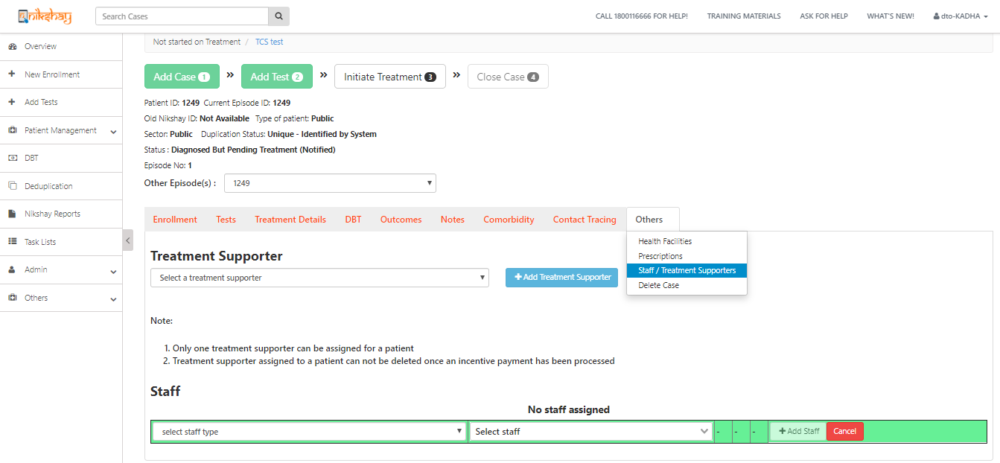 nikshay Search Cases CALL 1800116666 FOR HELP! TRAINING MATERIALS ASK FOR HELP WHAT'S NEW! dto-KADHA
Not started on Treatment / TCS test
Overview
New Enrollment
Add Tests
Patient Management
DBT
Deduplication
Nikshay Reports
Task Lists
Admin
Others
Add Case 1 » Add Test 2 » Initiate Treatment 3 » Close Case 4
Patient ID: 1249 Current Episode ID: 1249
Old Nikshay ID: Not Available Type of patient: Public
Sector: Public Duplication Status: Unique - Identified by System
Status : Diagnosed But Pending Treatment (Notified)
Episode No: 1
Other Episode(s) : 1249
Enrollment Tests Treatment Details DBT Outcomes Notes Comorbidity Contact Tracing Others
Health Facilities
Prescriptions
Staff / Treatment Supporters
Delete Case
Treatment Supporter
Select a treatment supporter + Add Treatment Supporter
Note:
1. Only one treatment supporter can be assigned for a patient
2. Treatment supporter assigned to a patient can not be deleted once an incentive payment has been processed
Staff
No staff assigned
select staff type Select staff - - - + Add Staff Cancel